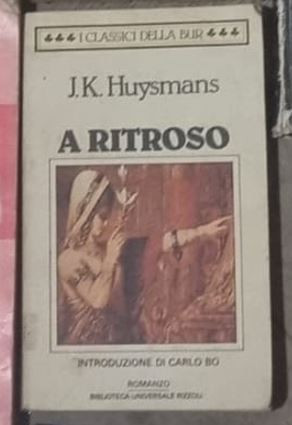 I CLASSICI DELLA BUR
J.K. Huysmans
A RITROSO
INTRODUZIONE DI CARLO BO
ROMANZO
BIBLIOTECA UNIVERSALE RIZZOLI